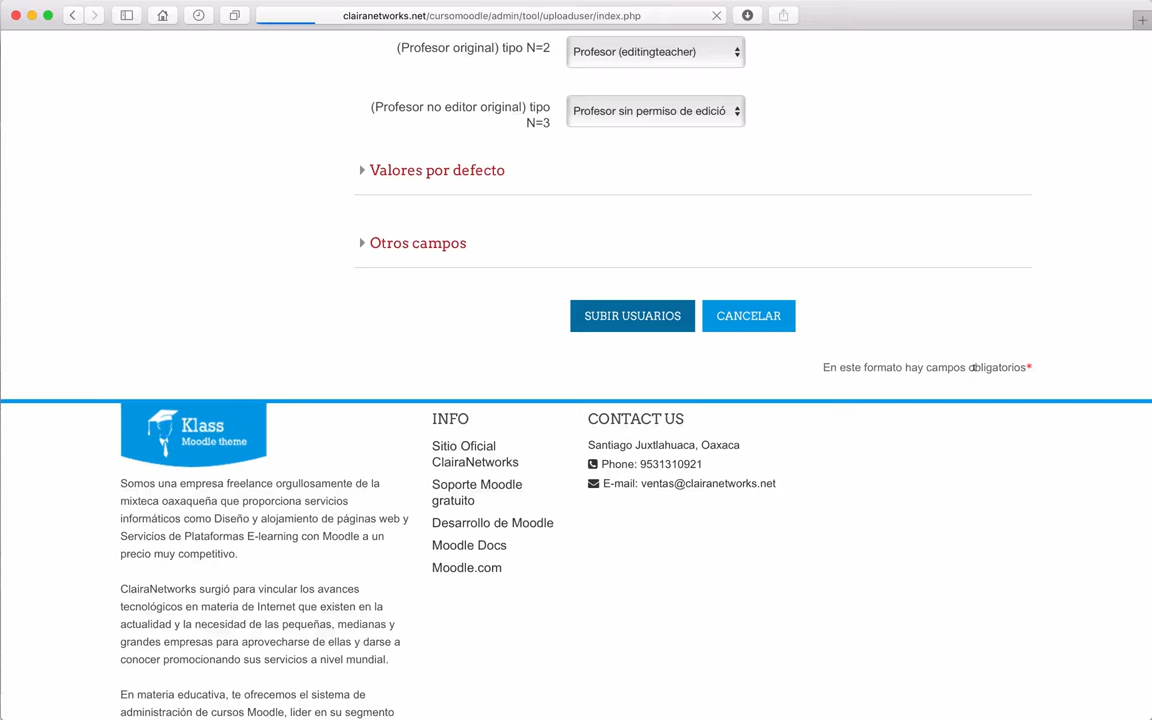 clairanetworks.net/cursomoodle/admin/tool/uploaduser/index.php
(Profesor original) tipo N=2
Profesor (editingteacher)
(Profesor no editor original) tipo
N=3
Profesor sin permiso de edició
Valores por defecto
Otros campos
SUBIR USUARIOS
CANCELAR
En este formato hay campos obligatorios*
Klass
Moodle theme
Somos una empresa freelance orgullosamente de la
mixteca oaxaqueña que proporciona servicios
informáticos como Diseño y alojamiento de páginas web y
Servicios de Plataformas E-learning con Moodle a un
precio muy competitivo.
ClairaNetworks surgió para vincular los avances
tecnológicos en materia de Internet que existen en la
actualidad y la necesidad de las pequeñas, medianas y
grandes empresas para aprovecharse de ellas y darse a
conocer promocionando sus servicios a nivel mundial.
En materia educativa, te ofrecemos el sistema de
administración de cursos Moodle, lider en su segmento
INFO
Sitio Oficial
ClairaNetworks
Soporte Moodle
gratuito
Desarrollo de Moodle
Moodle Docs
Moodle.com
CONTACT US
Santiago Juxtlahuaca, Oaxaca
Phone: 9531310921
E-mail: ventas@clairanetworks.net